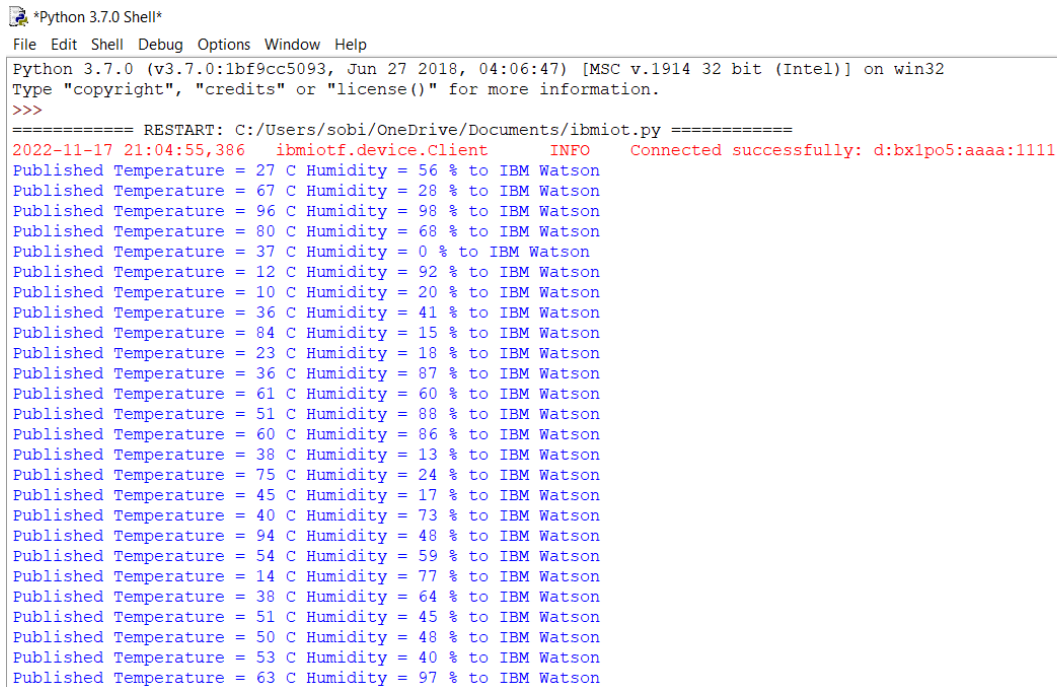 *Python 3.7.0 Shell*
File Edit Shell Debug Options Window Help
Python 3.7.0 (v3.7.0:1bf9cc5093, Jun 27 2018, 04:06:47) [MSC v.1914 32 bit (Intel)] on win32
Type "copyright", "credits" or "license()" for more information.
>>>
============ RESTART: C:/Users/sobi/OneDrive/Documents/ibmiot.py ============
2022-11-17 21:04:55,386   ibmiotf.device.Client      INFO    Connected successfully: d:bx1po5:aaaa:1111
Published Temperature = 27 C Humidity = 56 % to IBM Watson
Published Temperature = 67 C Humidity = 28 % to IBM Watson
Published Temperature = 96 C Humidity = 98 % to IBM Watson
Published Temperature = 80 C Humidity = 68 % to IBM Watson
Published Temperature = 37 C Humidity = 0 % to IBM Watson
Published Temperature = 12 C Humidity = 92 % to IBM Watson
Published Temperature = 10 C Humidity = 20 % to IBM Watson
Published Temperature = 36 C Humidity = 41 % to IBM Watson
Published Temperature = 84 C Humidity = 15 % to IBM Watson
Published Temperature = 23 C Humidity = 18 % to IBM Watson
Published Temperature = 36 C Humidity = 87 % to IBM Watson
Published Temperature = 61 C Humidity = 60 % to IBM Watson
Published Temperature = 51 C Humidity = 88 % to IBM Watson
Published Temperature = 60 C Humidity = 86 % to IBM Watson
Published Temperature = 38 C Humidity = 13 % to IBM Watson
Published Temperature = 75 C Humidity = 24 % to IBM Watson
Published Temperature = 45 C Humidity = 17 % to IBM Watson
Published Temperature = 40 C Humidity = 73 % to IBM Watson
Published Temperature = 94 C Humidity = 48 % to IBM Watson
Published Temperature = 54 C Humidity = 59 % to IBM Watson
Published Temperature = 14 C Humidity = 77 % to IBM Watson
Published Temperature = 38 C Humidity = 64 % to IBM Watson
Published Temperature = 51 C Humidity = 45 % to IBM Watson
Published Temperature = 50 C Humidity = 48 % to IBM Watson
Published Temperature = 53 C Humidity = 40 % to IBM Watson
Published Temperature = 63 C Humidity = 97 % to IBM Watson